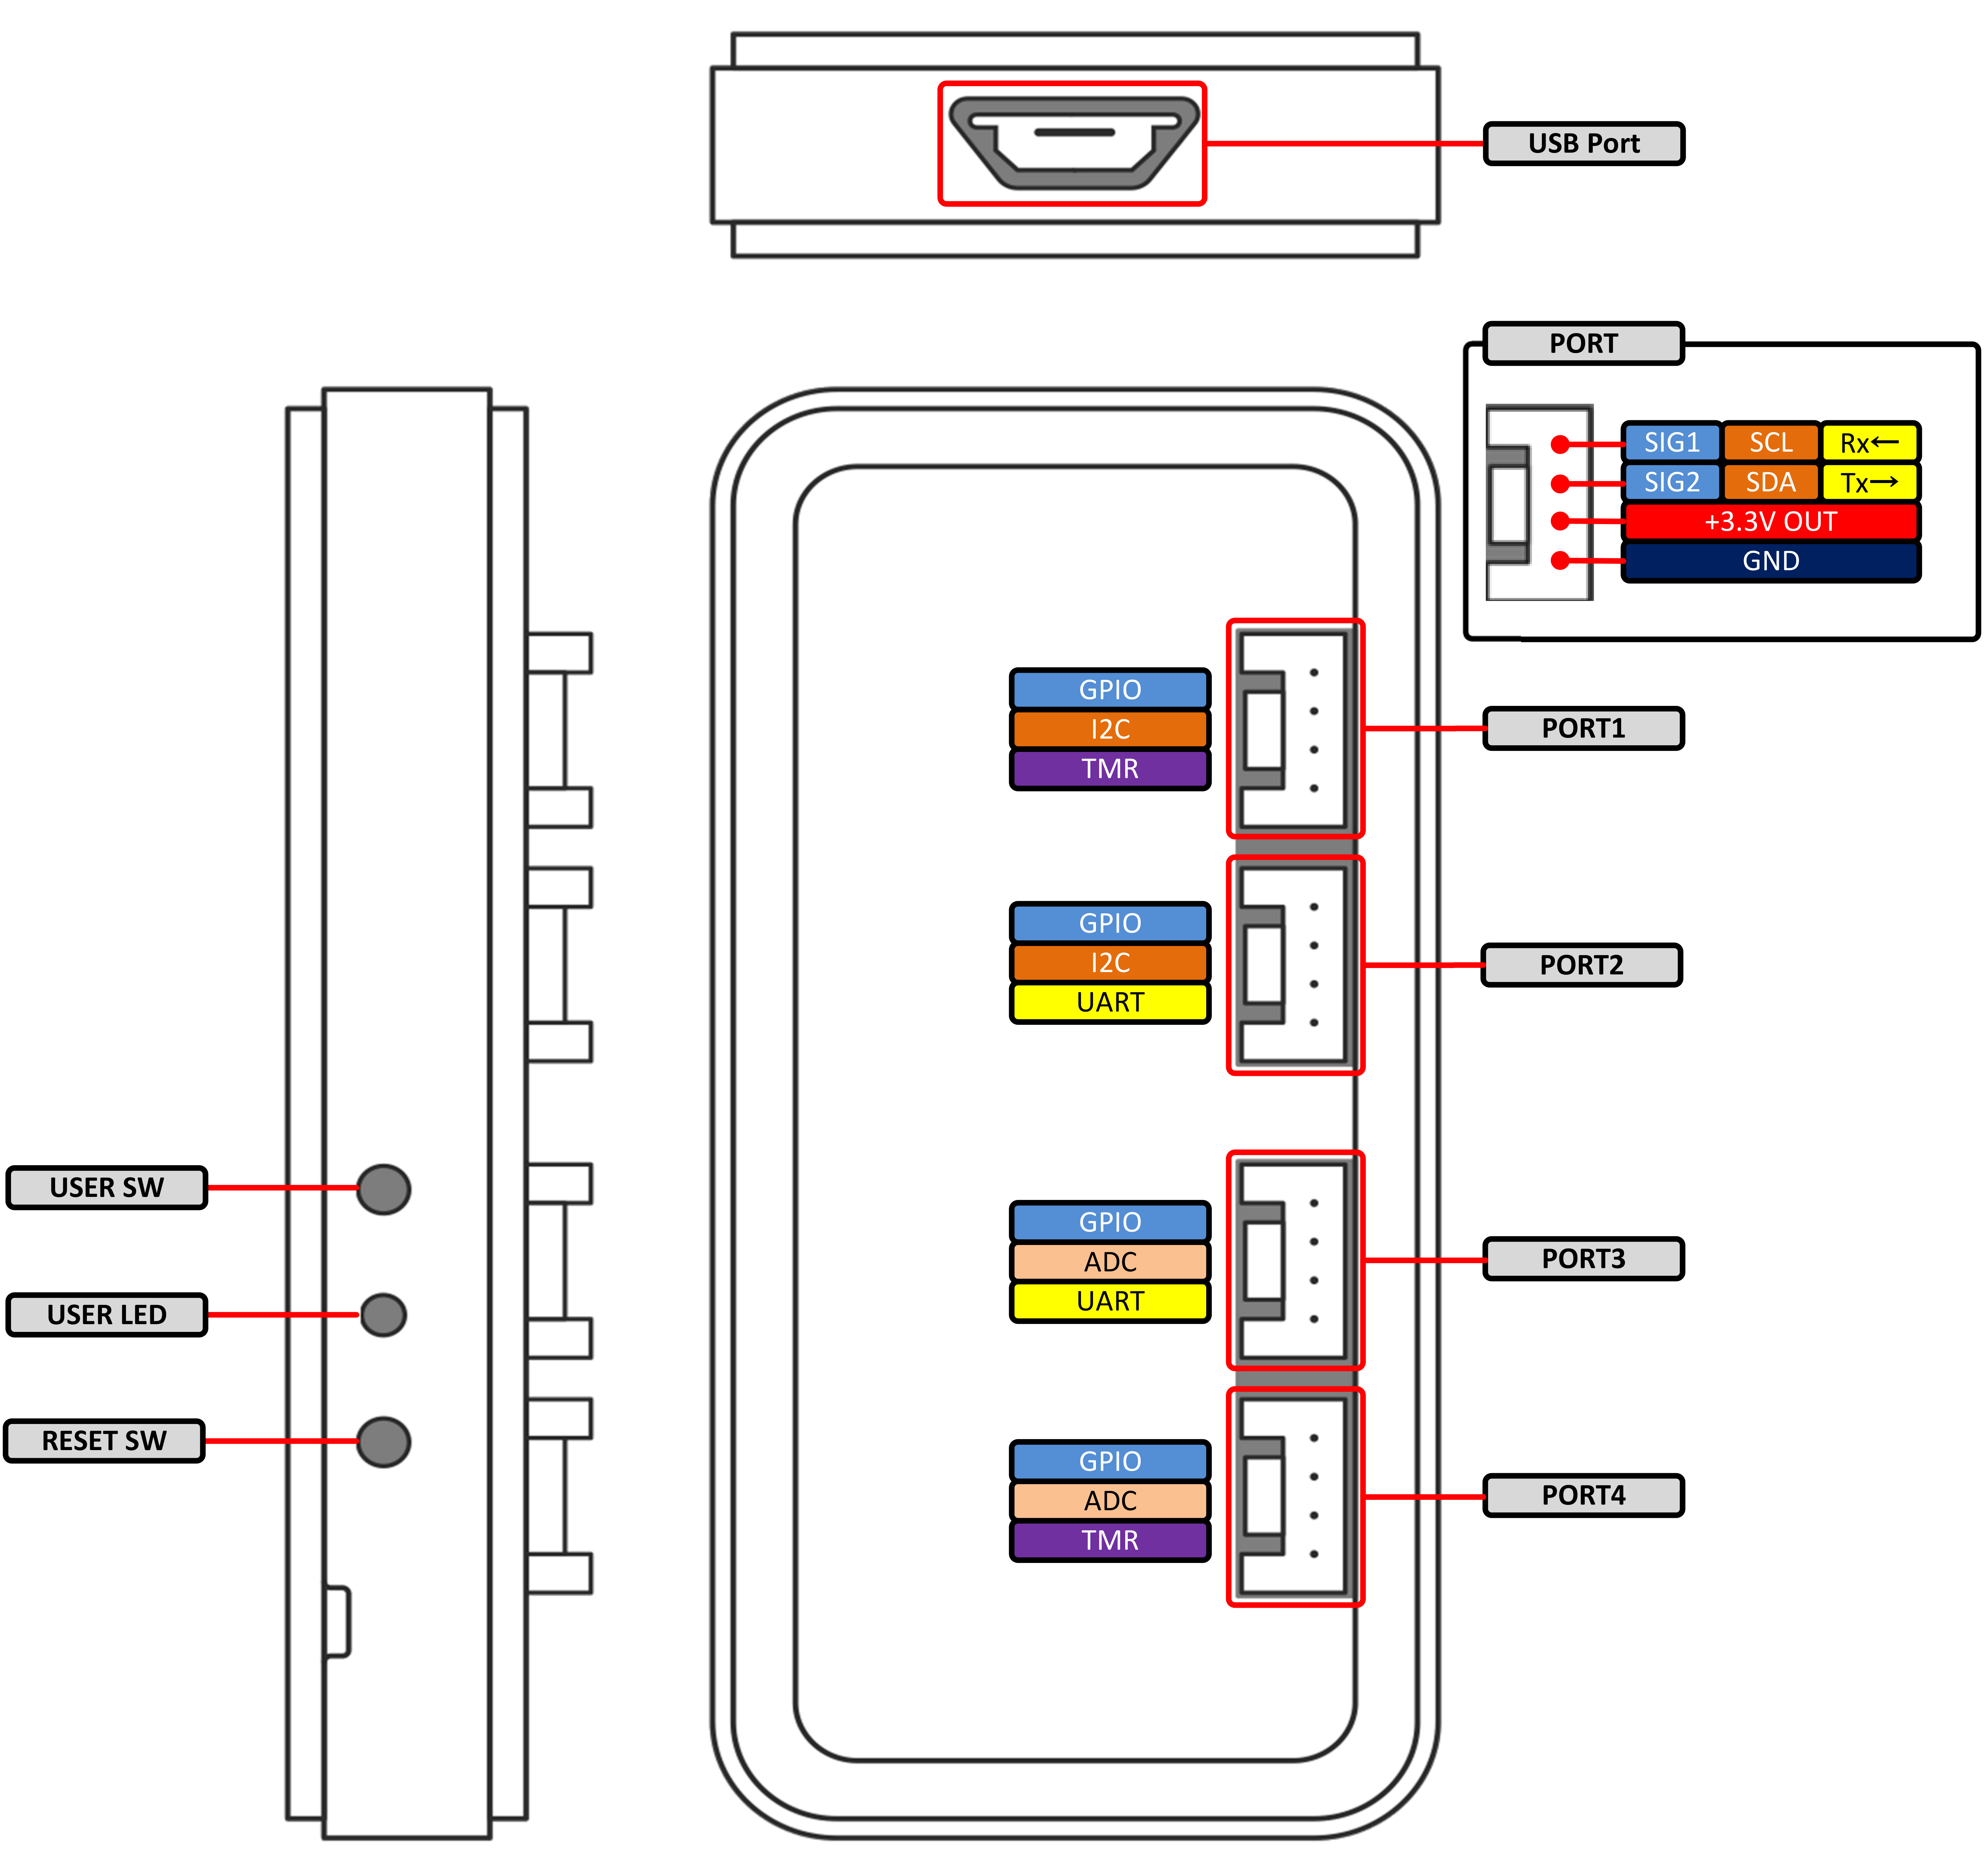 USB Port
PORT
SIG1 SCL Rx←
SIG2 SDA Tx→
+3.3V OUT
GND
GPIO
I2C
TMR
PORT1
GPIO
I2C
UART
PORT2
USER SW
USER LED
RESET SW
GPIO
ADC
UART
PORT3
GPIO
ADC
TMR
PORT4